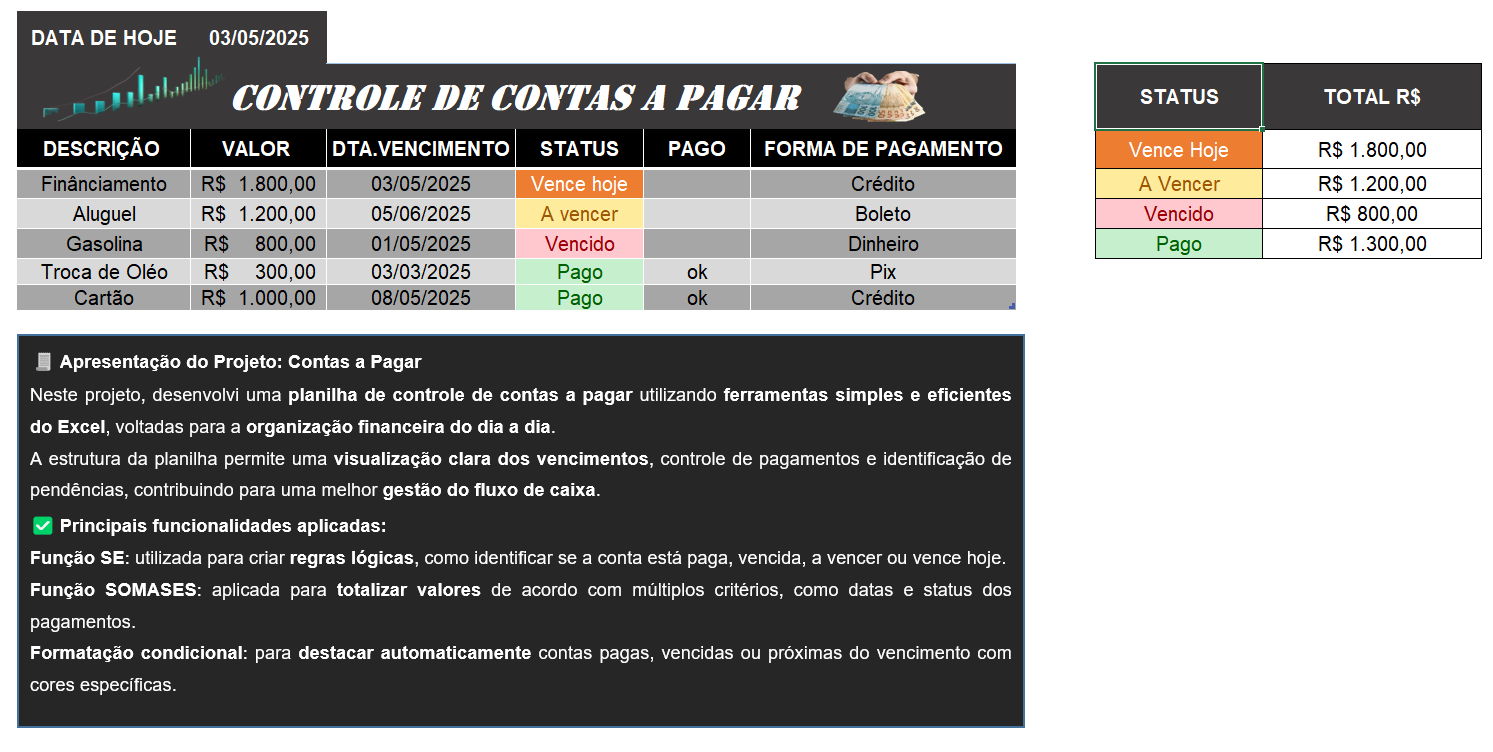 DATA DE HOJE 03/05/2025
CONTROLE DE CONTAS A PAGAR
DESCRIÇÃO VALOR DTA.VENCIMENTO STATUS PAGO FORMA DE PAGAMENTO
Finânciamento R$ 1.800,00 03/05/2025 Vence hoje Crédito
Aluguel R$ 1.200,00 05/06/2025 A vencer Boleto
Gasolina R$ 800,00 01/05/2025 Vencido Dinheiro
Troca de Oléo R$ 300,00 03/03/2025 Pago ok Pix
Cartão R$ 1.000,00 08/05/2025 Pago ok Crédito
STATUS TOTAL R$
Vence Hoje R$ 1.800,00
A Vencer R$ 1.200,00
Vencido R$ 800,00
Pago R$ 1.300,00
Apresentação do Projeto: Contas a Pagar
Neste projeto, desenvolvi uma planilha de controle de contas a pagar utilizando ferramentas simples e eficientes
do Excel, voltadas para a organização financeira do dia a dia.
A estrutura da planilha permite uma visualização clara dos vencimentos, controle de pagamentos e identificação de
pendências, contribuindo para uma melhor gestão do fluxo de caixa.
✅ Principais funcionalidades aplicadas:
Função SE: utilizada para criar regras lógicas, como identificar se a conta está paga, vencida, a vencer ou vence hoje.
Função SOMASES: aplicada para totalizar valores de acordo com múltiplos critérios, como datas e status dos
pagamentos.
Formatação condicional: para destacar automaticamente contas pagas, vencidas ou próximas do vencimento com
cores específicas.